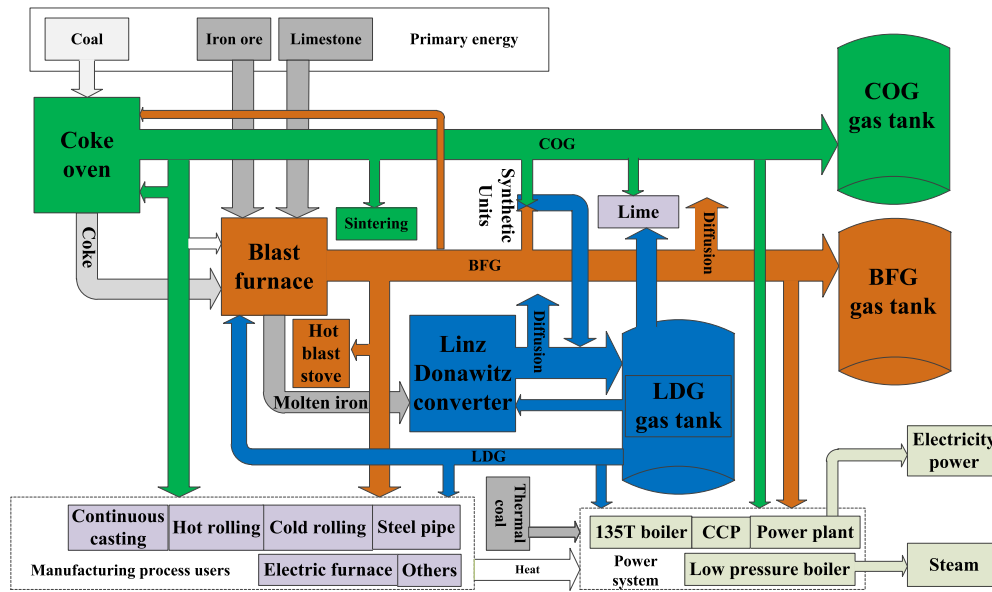 Coal
Iron ore
Limestone
Primary energy
Coke
oven
COG
gas tank
COG
Synthetic
Units
Sintering
Lime
Diffusion
Coke
Blast
furnace
BFG
BFG
gas tank
Hot
blast
stove
Linz
Donawitz
converter
Diffusion
LDG
gas tank
Molten iron
LDG
Electricity
power
Thermal
coal
Continuous
casting
Hot rolling
Cold rolling
Steel pipe
135T boiler
CCP
Power plant
Manufacturing process users
Electric furnace
Others
Heat
Power
system
Low pressure boiler
Steam